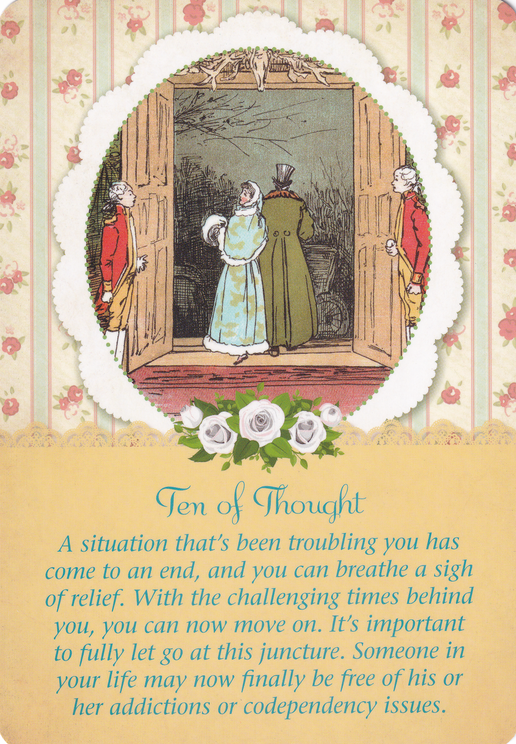 Ten of Thought
A situation that's been troubling you has
come to an end, and you can breathe a sigh
of relief. With the challenging times behind
you, you can now move on. It's important
to fully let go at this juncture. Someone in
your life may now finally be free of his or
her addictions or codependency issues.